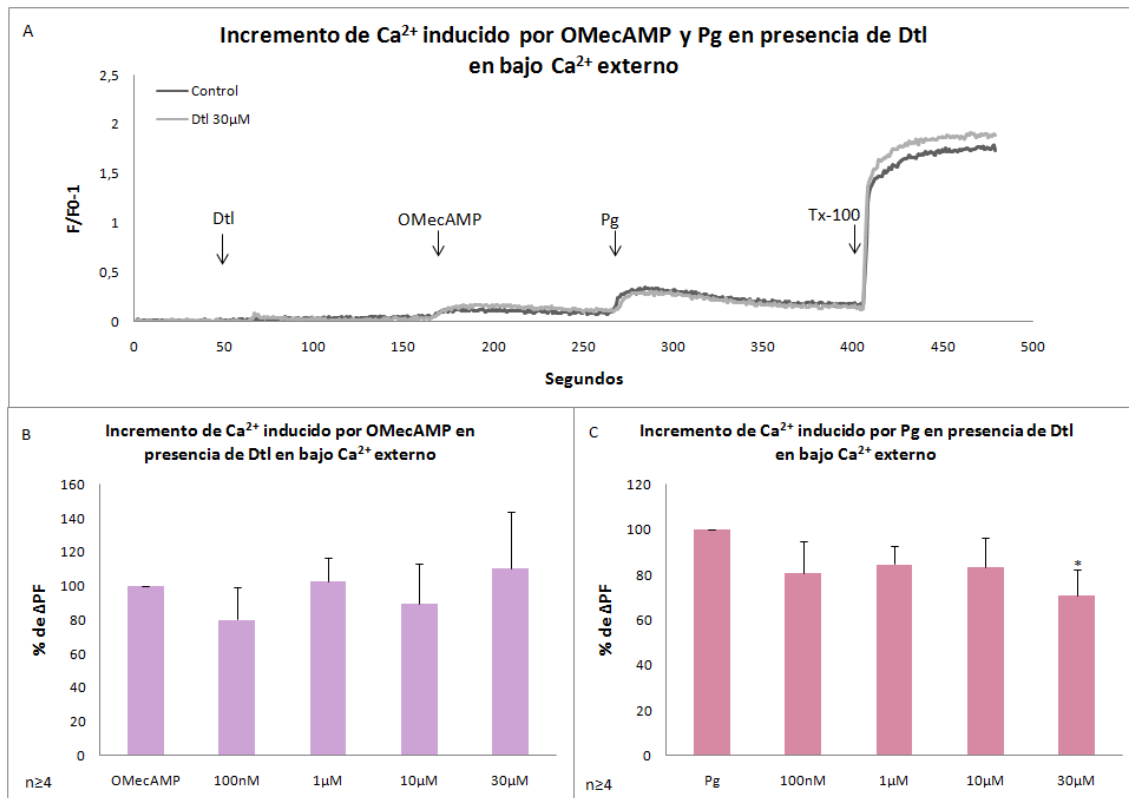 A
Incremento de Ca²⁺ inducido por OMecAMP y Pg en presencia de Dtl
en bajo Ca²⁺ externo
2,5
2
1,5
1
0,5
0
F/F0-1
Control
Dtl 30µM
Dtl
OMecAMP
Pg
Tx-100
0 50 100 150 200 250 300 350 400 450 500
Segundos
B
Incremento de Ca²⁺ inducido por OMecAMP en
presencia de Dtl en bajo Ca²⁺ externo
160
140
120
100
80
60
40
20
0
% de ΔPF
OMecAMP 100nM 1µM 10µM 30µM
n≥4
C
Incremento de Ca²⁺ inducido por Pg en presencia de Dtl
en bajo Ca²⁺ externo
120
100
80
60
40
20
0
% de ΔPF
*
Pg 100nM 1µM 10µM 30µM
n≥4